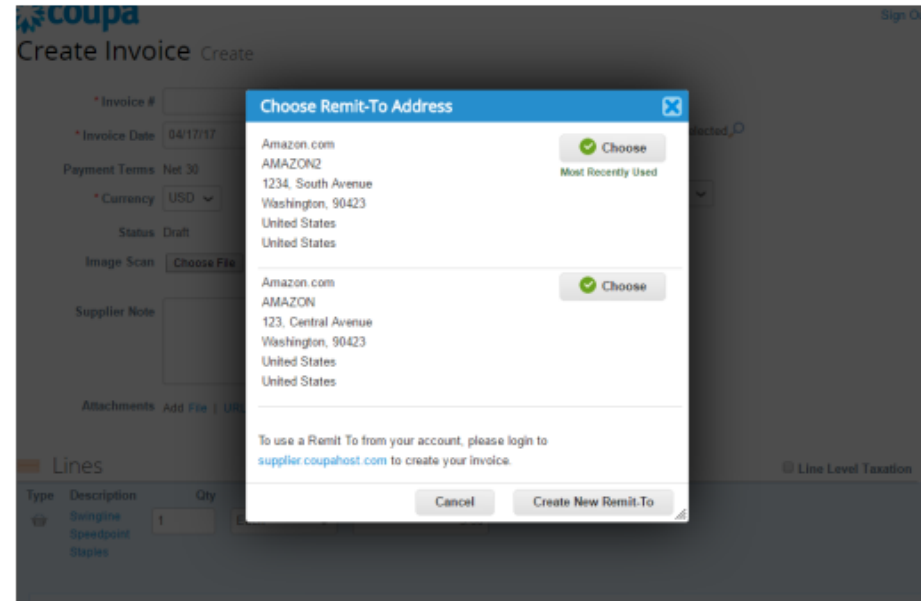 coupa
Sign
Create Invoice Create
* Invoice #
* Invoice Date 04/17/17
Payment Terms Net 30
* Currency USD
Status Draft
Image Scan Choose File
Supplier Note
Attachments Add File |
Choose Remit-To Address
Amazon.com
AMAZON2
1234, South Avenue
Washington, 90423
United States
United States
Choose
Most Recently Used
Amazon.com
AMAZON
123, Central Avenue
Washington, 90423
United States
United States
Choose
To use a Remit To from your account, please login to
supplier.coupahost.com to create your invoice.
Cancel Create New Remit-To
Lines
Line Level Taxation
Type Description Qty
Swingline
Speedpoint
Staples
1